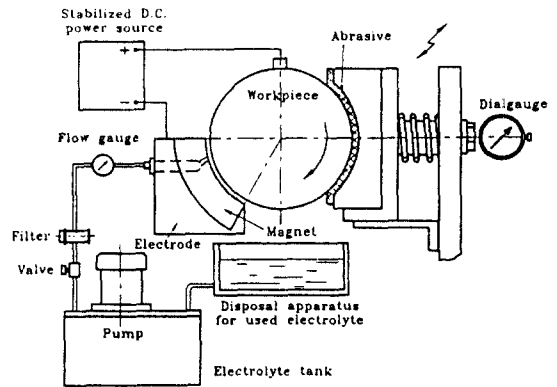 Stabilized D.C.
power source
+
−
Abrasive
Workpiece
Dialgauge
Flow gauge
Magnet
Electrode
Filter
Valve
Pump
Disposal apparatus
for used electrolyte
Electrolyte tank